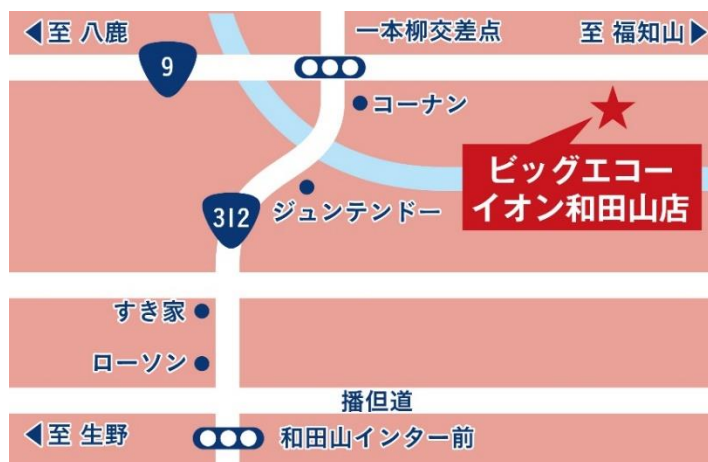 ◀至 八鹿
一本柳交差点
至 福知山▶
9
コーナン
ビッグエコー
イオン和田山店
ジュンテンドー
312
すき家
ローソン
播但道
◀至 生野
和田山インター前